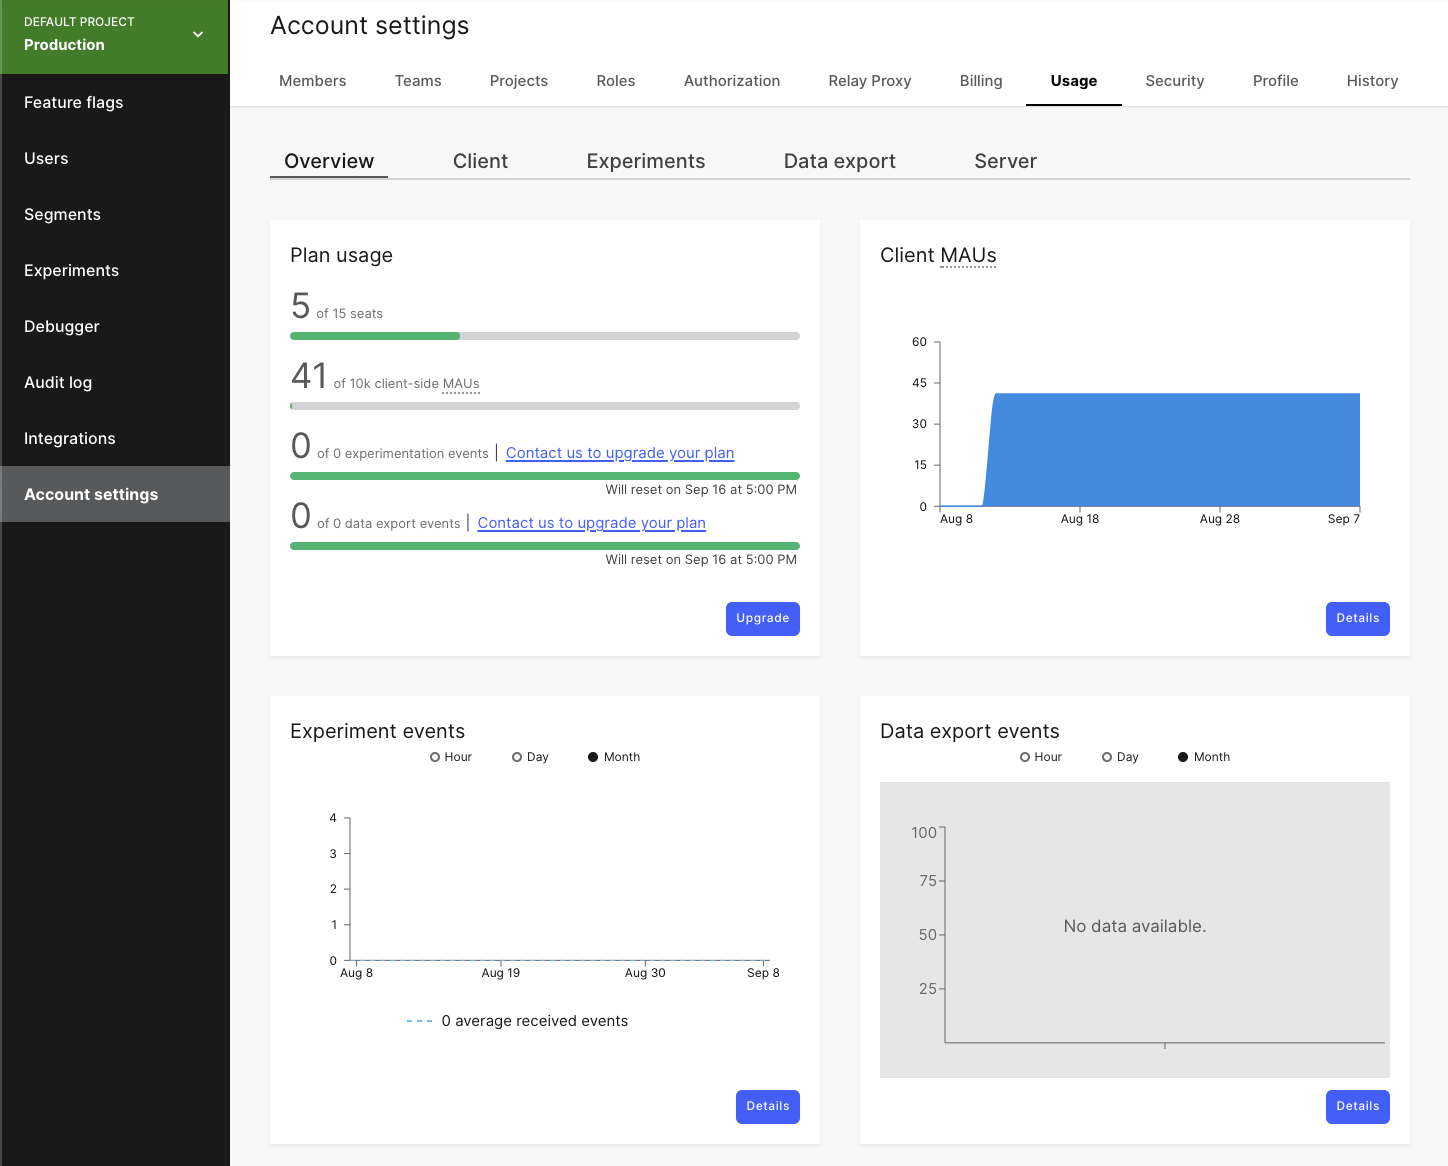 DEFAULT PROJECT
Production
Feature flags
Users
Segments
Experiments
Debugger
Audit log
Integrations
Account settings
Account settings
Members Teams Projects Roles Authorization Relay Proxy Billing Usage Security Profile History
Overview Client Experiments Data export Server
Plan usage
5 of 15 seats
41 of 10k client-side MAUs
0 of 0 experimentation events | Contact us to upgrade your plan
Will reset on Sep 16 at 5:00 PM
0 of 0 data export events | Contact us to upgrade your plan
Will reset on Sep 16 at 5:00 PM
Upgrade
Client MAUs
60
45
30
15
0
Aug 8 Aug 18 Aug 28 Sep 7
Details
Experiment events
Hour Day Month
4
3
2
1
0
Aug 8 Aug 19 Aug 30 Sep 8
0 average received events
Details
Data export events
Hour Day Month
100
75
No data available.
50
25
Details